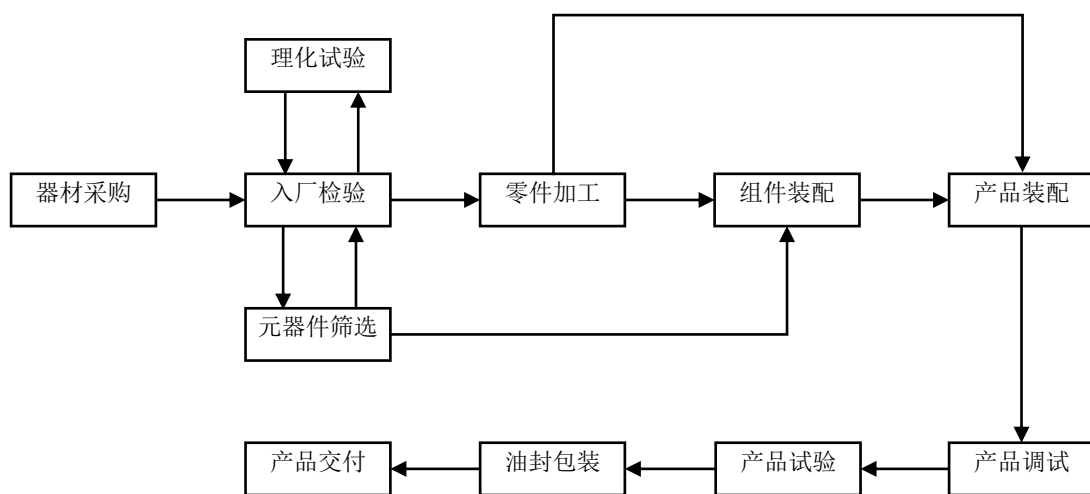 理化试验
器材采购
入厂检验
零件加工
组件装配
产品装配
元器件筛选
产品交付
油封包装
产品试验
产品调试